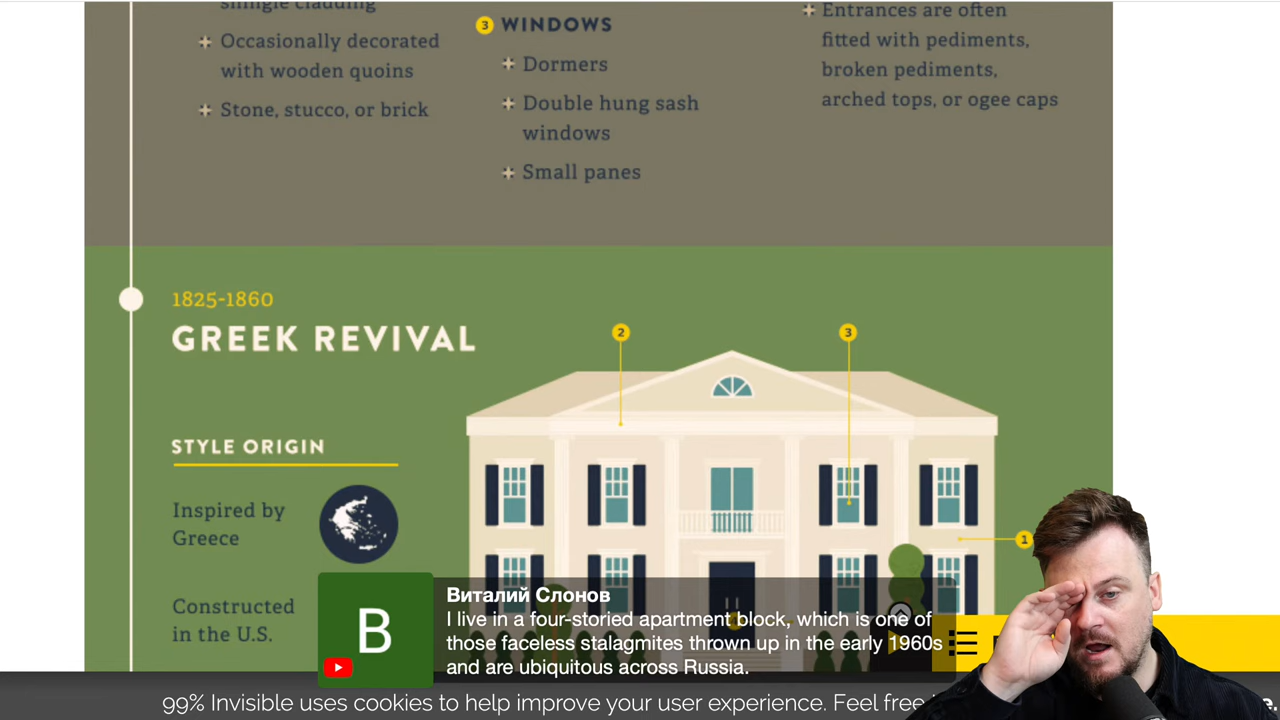 shingle cladding
Occasionally decorated
with wooden quoins
Stone, stucco, or brick
3 WINDOWS
Dormers
Double hung sash
windows
Small panes
Entrances are often
fitted with pediments,
broken pediments,
arched tops, or ogee caps
1825-1860
GREEK REVIVAL
2
3
1
STYLE ORIGIN
Inspired by
Greece
Constructed
in the U.S.
В
Виталий Слонов
I live in a four-storied apartment block, which is one of
those faceless stalagmites thrown up in the early 1960s
and are ubiquitous across Russia.
99% Invisible uses cookies to help improve your user experience. Feel free